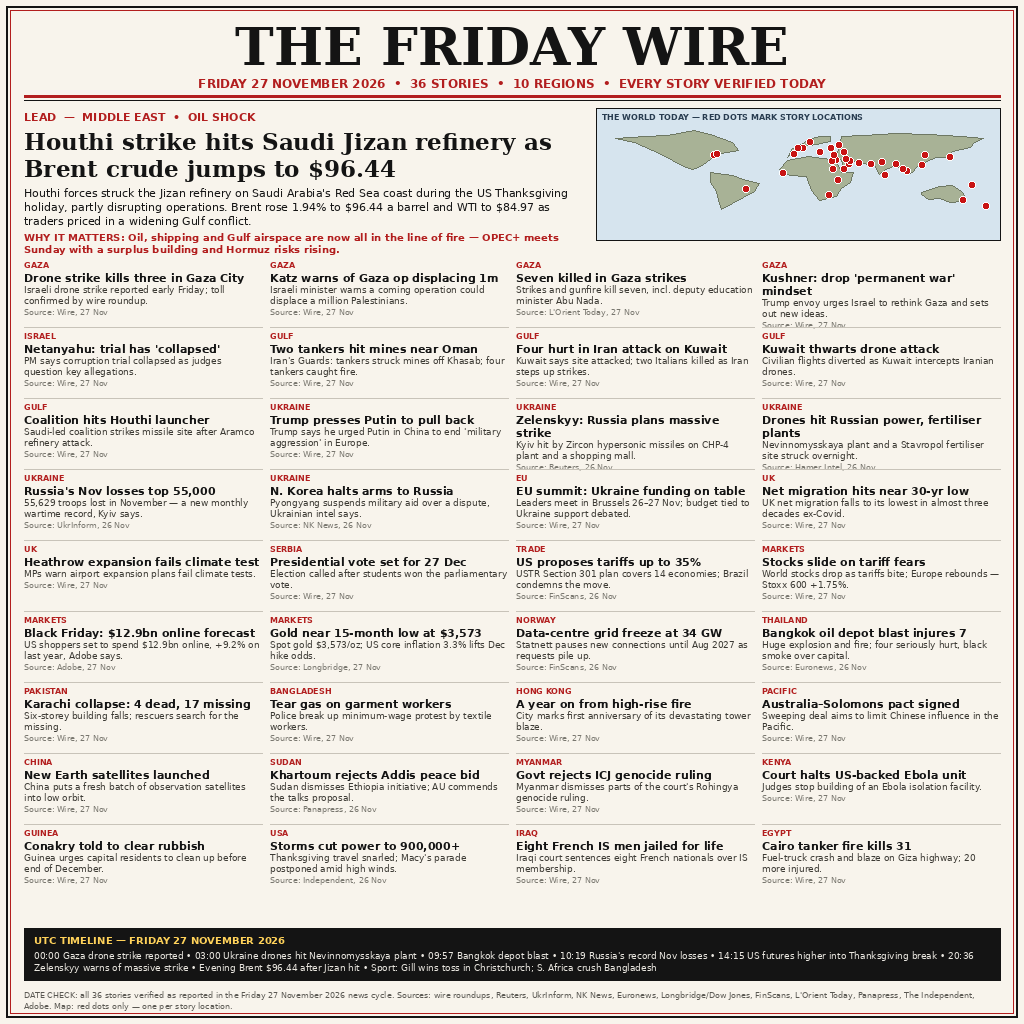 THE FRIDAY WIRE
FRIDAY 27 NOVEMBER 2026 • 36 STORIES • 10 REGIONS • EVERY STORY VERIFIED TODAY
LEAD — MIDDLE EAST • OIL SHOCK
Houthi strike hits Saudi Jizan refinery as
Brent crude jumps to $96.44
Houthi forces struck the Jizan refinery on Saudi Arabia's Red Sea coast during the US Thanksgiving
holiday, partly disrupting operations. Brent rose 1.94% to $96.44 a barrel and WTI to $84.97 as
traders priced in a widening Gulf conflict.
WHY IT MATTERS: Oil, shipping and Gulf airspace are now all in the line of fire — OPEC+ meets
Sunday with a surplus building and Hormuz risks rising.
THE WORLD TODAY — RED DOTS MARK STORY LOCATIONS
GAZA
Drone strike kills three in Gaza City
Israeli drone strike reported early Friday; toll
confirmed by wire roundup.
Source: Wire, 27 Nov
GAZA
Katz warns of Gaza op displacing 1m
Israeli minister warns a coming operation could
displace a million Palestinians.
Source: Wire, 27 Nov
GAZA
Seven killed in Gaza strikes
Strikes and gunfire kill seven, incl. deputy education
minister Abu Nada.
Source: L'Orient Today, 27 Nov
GAZA
Kushner: drop 'permanent war'
mindset
Trump envoy urges Israel to rethink Gaza and sets
out new ideas.
Source: Wire, 27 Nov
ISRAEL
Netanyahu: trial has 'collapsed'
PM says corruption trial collapsed as judges
question key allegations.
Source: Wire, 27 Nov
GULF
Two tankers hit mines near Oman
Iran's Guards: tankers struck mines off Khasab; four
tankers caught fire.
Source: Wire, 27 Nov
GULF
Four hurt in Iran attack on Kuwait
Kuwait says site attacked; two Italians killed as Iran
steps up strikes.
Source: Wire, 27 Nov
GULF
Kuwait thwarts drone attack
Civilian flights diverted as Kuwait intercepts Iranian
drones.
Source: Wire, 27 Nov
GULF
Coalition hits Houthi launcher
Saudi-led coalition strikes missile site after Aramco
refinery attack.
Source: Wire, 27 Nov
UKRAINE
Trump presses Putin to pull back
Trump says he urged Putin in China to end 'military
aggression' in Europe.
Source: Wire, 27 Nov
UKRAINE
Zelenskyy: Russia plans massive
strike
Kyiv hit by Zircon hypersonic missiles on CHP-4
plant and a shopping mall.
Source: Reuters, 26 Nov
UKRAINE
Drones hit Russian power, fertiliser
plants
Nevinnomysskaya plant and a Stavropol fertiliser
site struck overnight.
Source: Hamer Intel, 26 Nov
UKRAINE
Russia's Nov losses top 55,000
55,629 troops lost in November — a new monthly
wartime record, Kyiv says.
Source: UkrInform, 26 Nov
UKRAINE
N. Korea halts arms to Russia
Pyongyang suspends military aid over a dispute,
Ukrainian intel says.
Source: NK News, 26 Nov
EU
EU summit: Ukraine funding on table
Leaders meet in Brussels 26–27 Nov; budget tied to
Ukraine support debated.
Source: Wire, 27 Nov
UK
Net migration hits near 30-yr low
UK net migration falls to its lowest in almost three
decades ex-Covid.
Source: Wire, 27 Nov
UK
Heathrow expansion fails climate test
MPs warn airport expansion plans fail climate tests.
Source: Wire, 27 Nov
SERBIA
Presidential vote set for 27 Dec
Election called after students won the parliamentary
vote.
Source: Wire, 27 Nov
TRADE
US proposes tariffs up to 35%
USTR Section 301 plan covers 14 economies; Brazil
condemns the move.
Source: FinScans, 26 Nov
MARKETS
Stocks slide on tariff fears
World stocks drop as tariffs bite; Europe rebounds —
Stoxx 600 +1.75%.
Source: Wire, 27 Nov
MARKETS
Black Friday: $12.9bn online forecast
US shoppers set to spend $12.9bn online, +9.2% on
last year, Adobe says.
Source: Adobe, 27 Nov
MARKETS
Gold near 15-month low at $3,573
Spot gold $3,573/oz; US core inflation 3.3% lifts Dec
hike odds.
Source: Longbridge, 27 Nov
NORWAY
Data-centre grid freeze at 34 GW
Statnett pauses new connections until Aug 2027 as
requests pile up.
Source: FinScans, 26 Nov
THAILAND
Bangkok oil depot blast injures 7
Huge explosion and fire; four seriously hurt, black
smoke over capital.
Source: Euronews, 26 Nov
PAKISTAN
Karachi collapse: 4 dead, 17 missing
Six-storey building falls; rescuers search for the
missing.
Source: Wire, 27 Nov
BANGLADESH
Tear gas on garment workers
Police break up minimum-wage protest by textile
workers.
Source: Wire, 27 Nov
HONG KONG
A year on from high-rise fire
City marks first anniversary of its devastating tower
blaze.
Source: Wire, 27 Nov
PACIFIC
Australia–Solomons pact signed
Sweeping deal aims to limit Chinese influence in the
Pacific.
Source: Wire, 27 Nov
CHINA
New Earth satellites launched
China puts a fresh batch of observation satellites
into low orbit.
Source: Wire, 27 Nov
SUDAN
Khartoum rejects Addis peace bid
Sudan dismisses Ethiopia initiative; AU commends
the talks proposal.
Source: Panapress, 26 Nov
MYANMAR
Govt rejects ICJ genocide ruling
Myanmar dismisses parts of the court's Rohingya
genocide ruling.
Source: Wire, 27 Nov
KENYA
Court halts US-backed Ebola unit
Judges stop building of an Ebola isolation facility.
Source: Wire, 27 Nov
GUINEA
Conakry told to clear rubbish
Guinea urges capital residents to clean up before
end of December.
Source: Wire, 27 Nov
USA
Storms cut power to 900,000+
Thanksgiving travel snarled; Macy's parade
postponed amid high winds.
Source: Independent, 26 Nov
IRAQ
Eight French IS men jailed for life
Iraqi court sentences eight French nationals over IS
membership.
Source: Wire, 27 Nov
EGYPT
Cairo tanker fire kills 31
Fuel-truck crash and blaze on Giza highway; 20
more injured.
Source: Wire, 27 Nov
UTC TIMELINE — FRIDAY 27 NOVEMBER 2026
00:00 Gaza drone strike reported • 03:00 Ukraine drones hit Nevinnomysskaya plant • 09:57 Bangkok depot blast • 10:19 Russia's record Nov losses • 14:15 US futures higher into Thanksgiving break • 20:36
Zelenskyy warns of massive strike • Evening Brent $96.44 after Jizan hit • Sport: Gill wins toss in Christchurch; S. Africa crush Bangladesh
DATE CHECK: all 36 stories verified as reported in the Friday 27 November 2026 news cycle. Sources: wire roundups, Reuters, UkrInform, NK News, Euronews, Longbridge/Dow Jones, FinScans, L'Orient Today, Panapress, The Independent,
Adobe. Map: red dots only — one per story location.